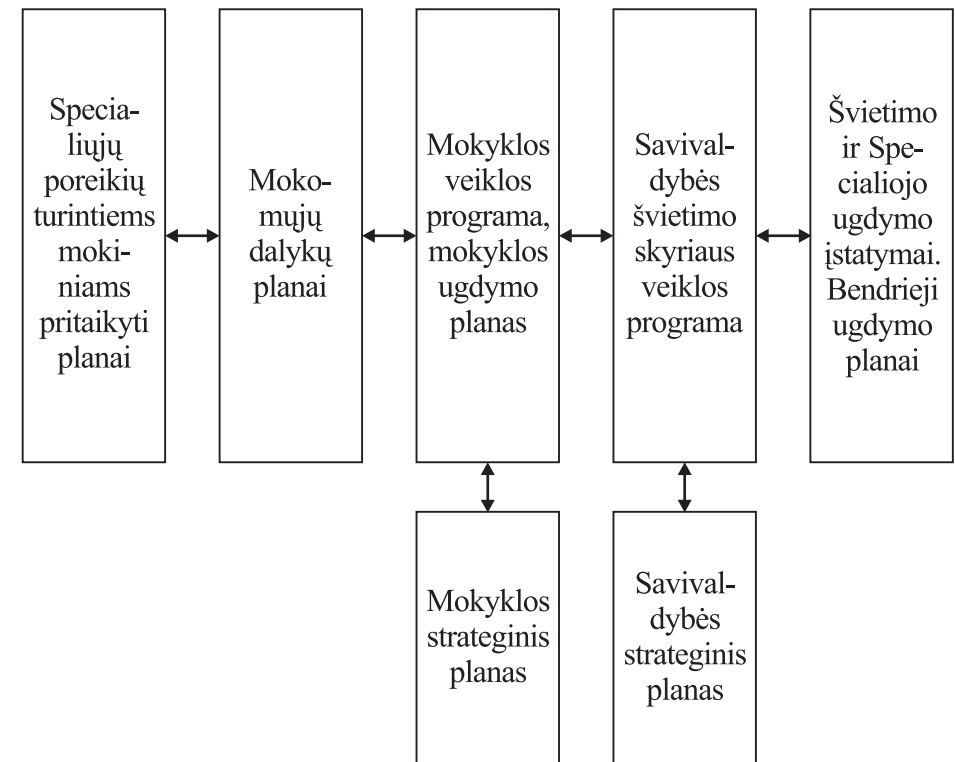 Specia-
liųjų
poreikių
turintiems
moki-
niams
pritaikyti
planai
Moko-
mųjų
dalykų
planai
Mokyklos
veiklos
programa,
mokyklos
ugdymo
planas
Savival-
dybės
švietimo
skyriaus
veiklos
programa
Švietimo
ir Spe-
cialiojo
ugdymo
įstatymai.
Bendrieji
ugdymo
planai
Mokyklos
strateginis
planas
Savival-
dybės
strateginis
planas